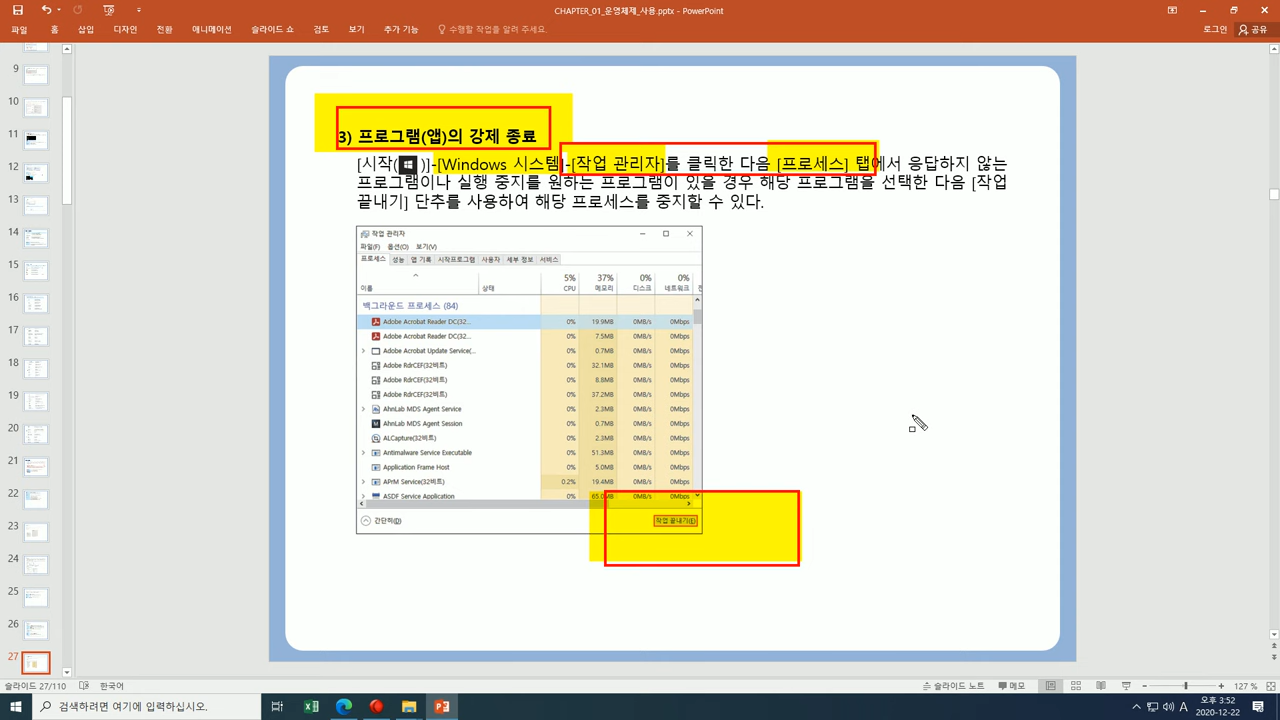 CHAPTER_01_운영체제_사용.pptx - PowerPoint
파일 홈 삽입 디자인 전환 애니메이션 슬라이드 쇼 검토 보기 추가 기능 수행할 작업을 알려 주세요. 로그인 공유
9
10
11
12
13
14
15
16
17
18
19
20
21
22
23
24
25
26
27
3) 프로그램(앱)의 강제 종료
[시작( )]-[Windows 시스템]-[작업 관리자]를 클릭한 다음 [프로세스] 탭에서 응답하지 않는
프로그램이나 실행 중지를 원하는 프로그램이 있을 경우 해당 프로그램을 선택한 다음 [작업
끝내기] 단추를 사용하여 해당 프로세스를 중지할 수 있다.
작업 관리자
파일(F) 옵션(O) 보기(V)
프로세스 성능 앱 기록 시작프로그램 사용자 세부 정보 서비스
5% 37% 0% 0%
이름 상태 CPU 메모리 디스크 네트워크
백그라운드 프로세스 (84)
Adobe Acrobat Reader DC(32... 0% 19.9MB 0MB/s 0Mbps
Adobe Acrobat Reader DC(32... 0% 7.5MB 0MB/s 0Mbps
Adobe Acrobat Update Service(... 0% 0.7MB 0MB/s 0Mbps
Adobe RdrCEF(32비트) 0% 32.1MB 0MB/s 0Mbps
Adobe RdrCEF(32비트) 0% 8.8MB 0MB/s 0Mbps
Adobe RdrCEF(32비트) 0% 37.2MB 0MB/s 0Mbps
AhnLab MDS Agent Service 0% 2.3MB 0MB/s 0Mbps
AhnLab MDS Agent Session 0% 0.7MB 0MB/s 0Mbps
ALCapture(32비트) 0% 2.3MB 0MB/s 0Mbps
Antimalware Service Executable 0% 51.3MB 0MB/s 0Mbps
Application Frame Host 0% 5.0MB 0MB/s 0Mbps
APrM Service(32비트) 0.2% 19.4MB 0MB/s 0Mbps
ASDF Service Application 0% 65.0MB 0MB/s 0Mbps
간단히(D) 작업 끝내기(E)
슬라이드 27/110 한국어 슬라이드 노트 메모 127 %
검색하려면 여기에 입력하십시오. A 오후 3:52
2020-12-22